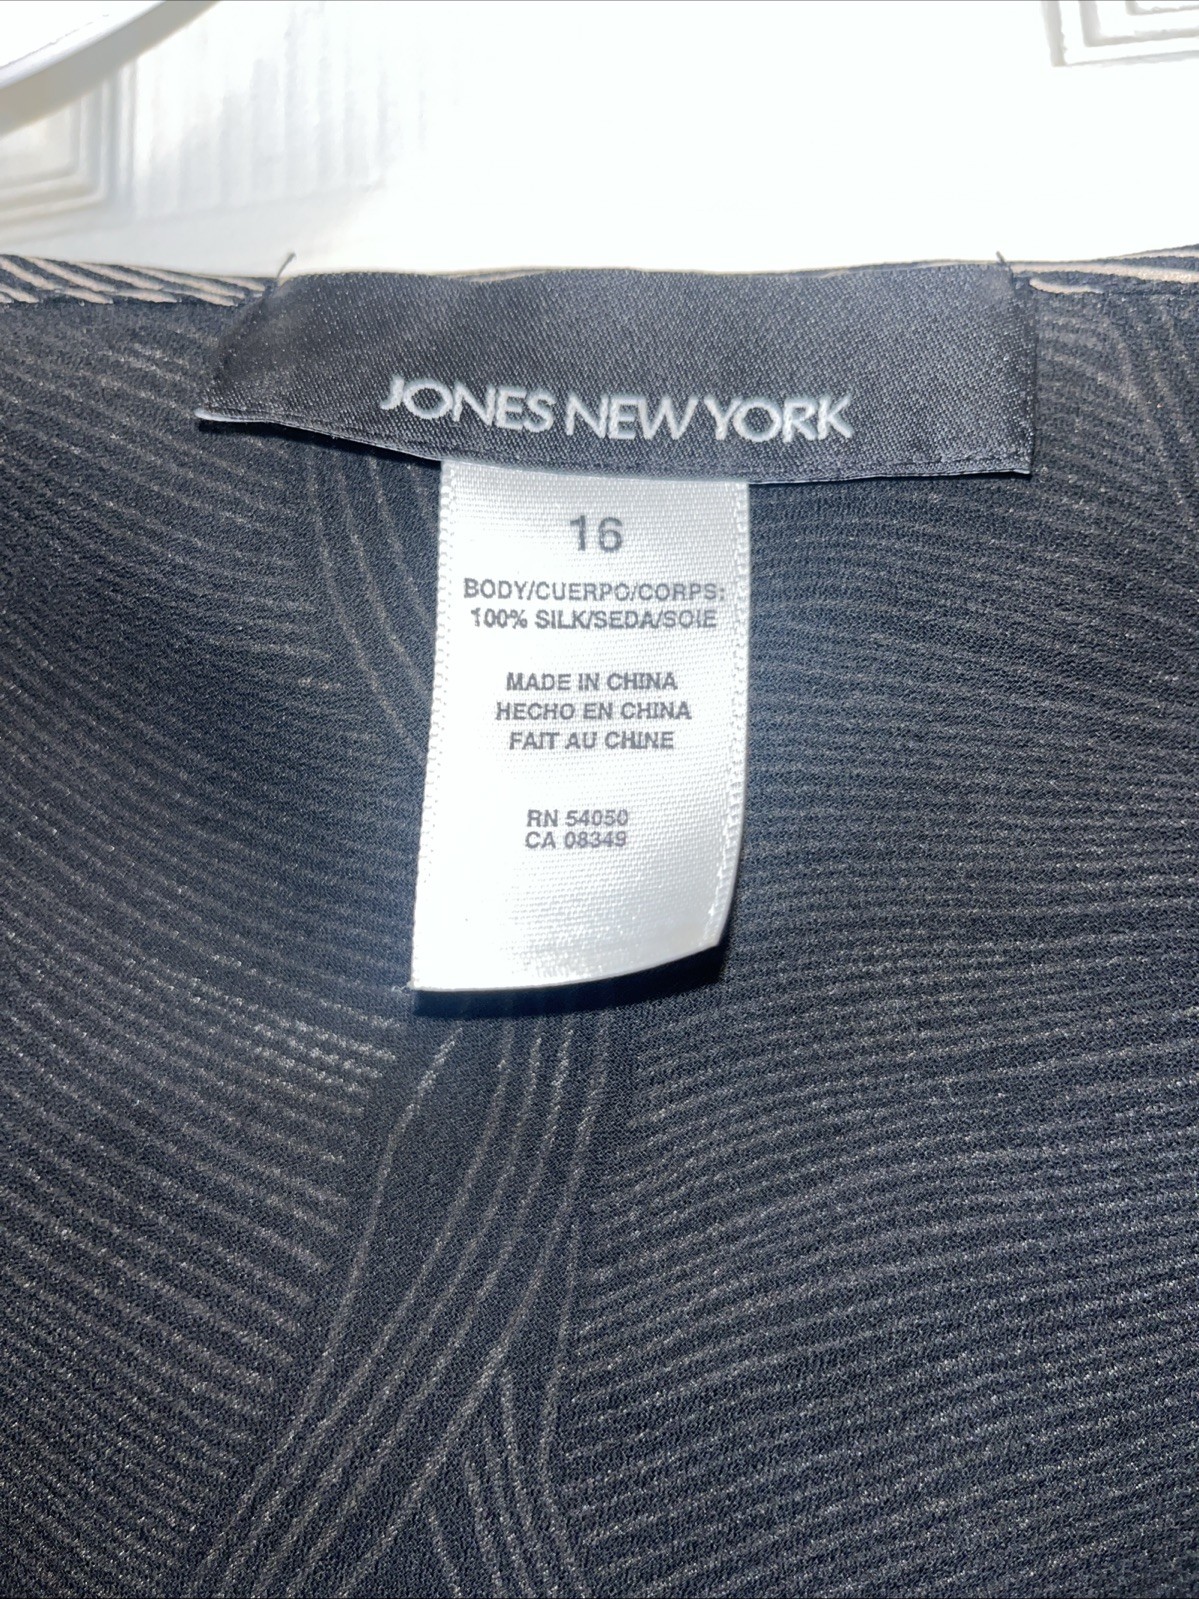 JONES NEW YORK
16
BODY/CUERPO/CORPS:
100% SILK/SEDA/SOIE
MADE IN CHINA
HECHO EN CHINA
FAIT AU CHINE
RN 54050
CA 08349